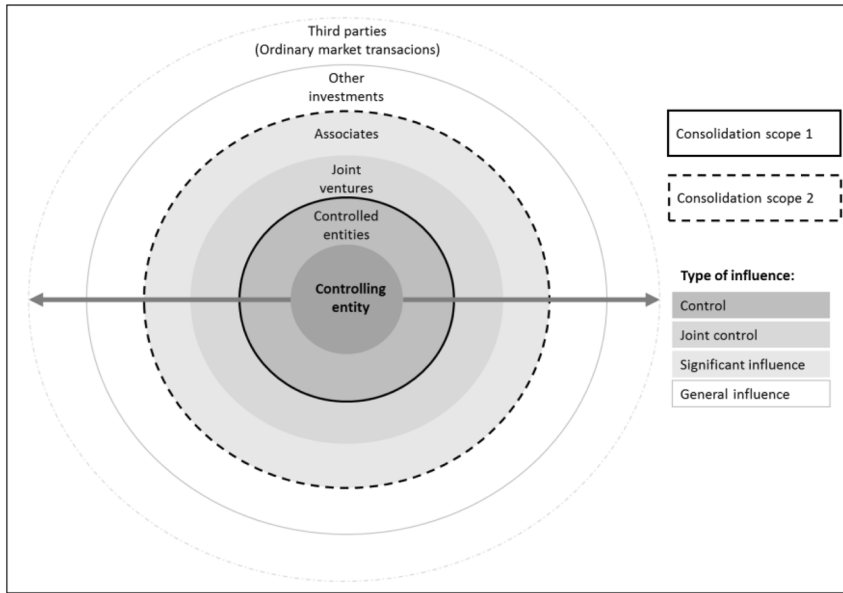 Third parties
(Ordinary market transacions)
Other
investments
Associates
Joint
ventures
Controlled
entities
Controlling
entity
Consolidation scope 1
Consolidation scope 2
Type of influence:
Control
Joint control
Significant influence
General influence